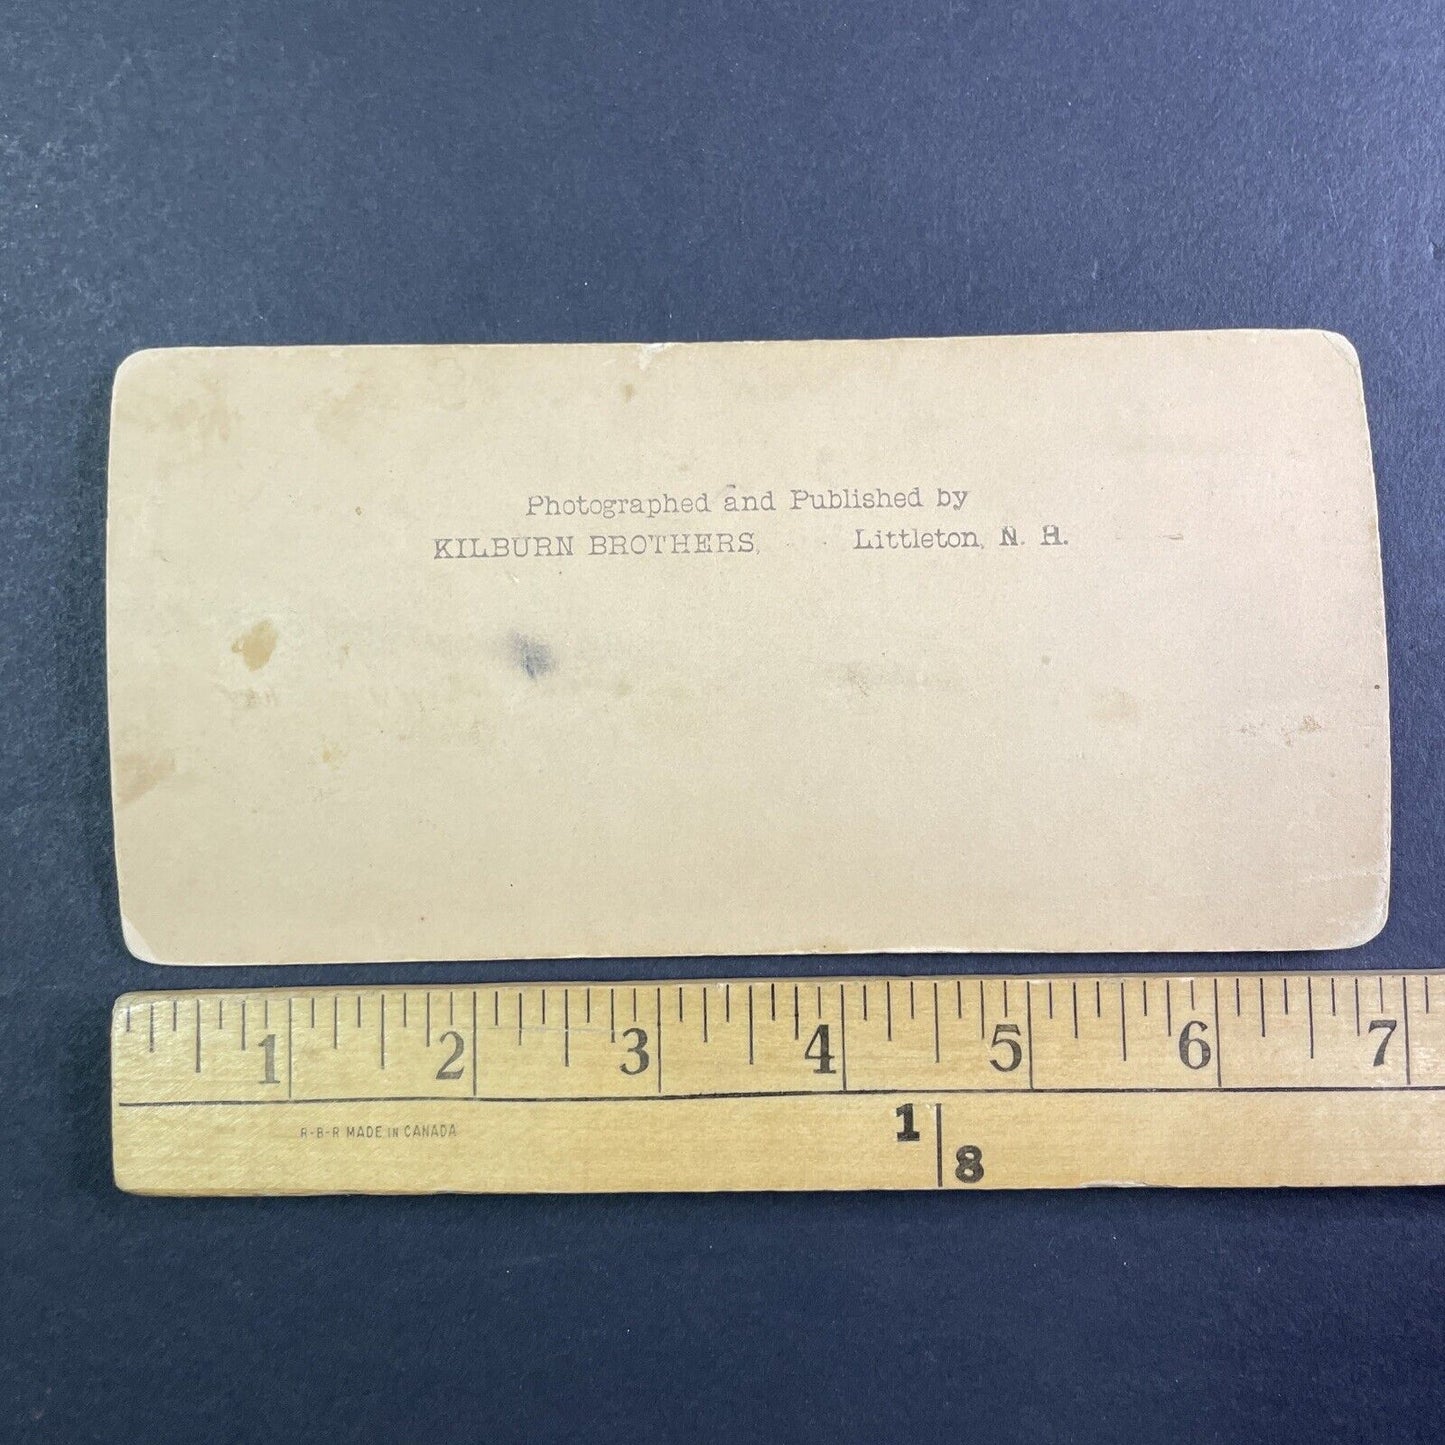 Photographed and Published by
KILBURN BROTHERS, Littleton, N. H.
1 2 3 4 5 6 7
R-B-R MADE IN CANADA
1
8